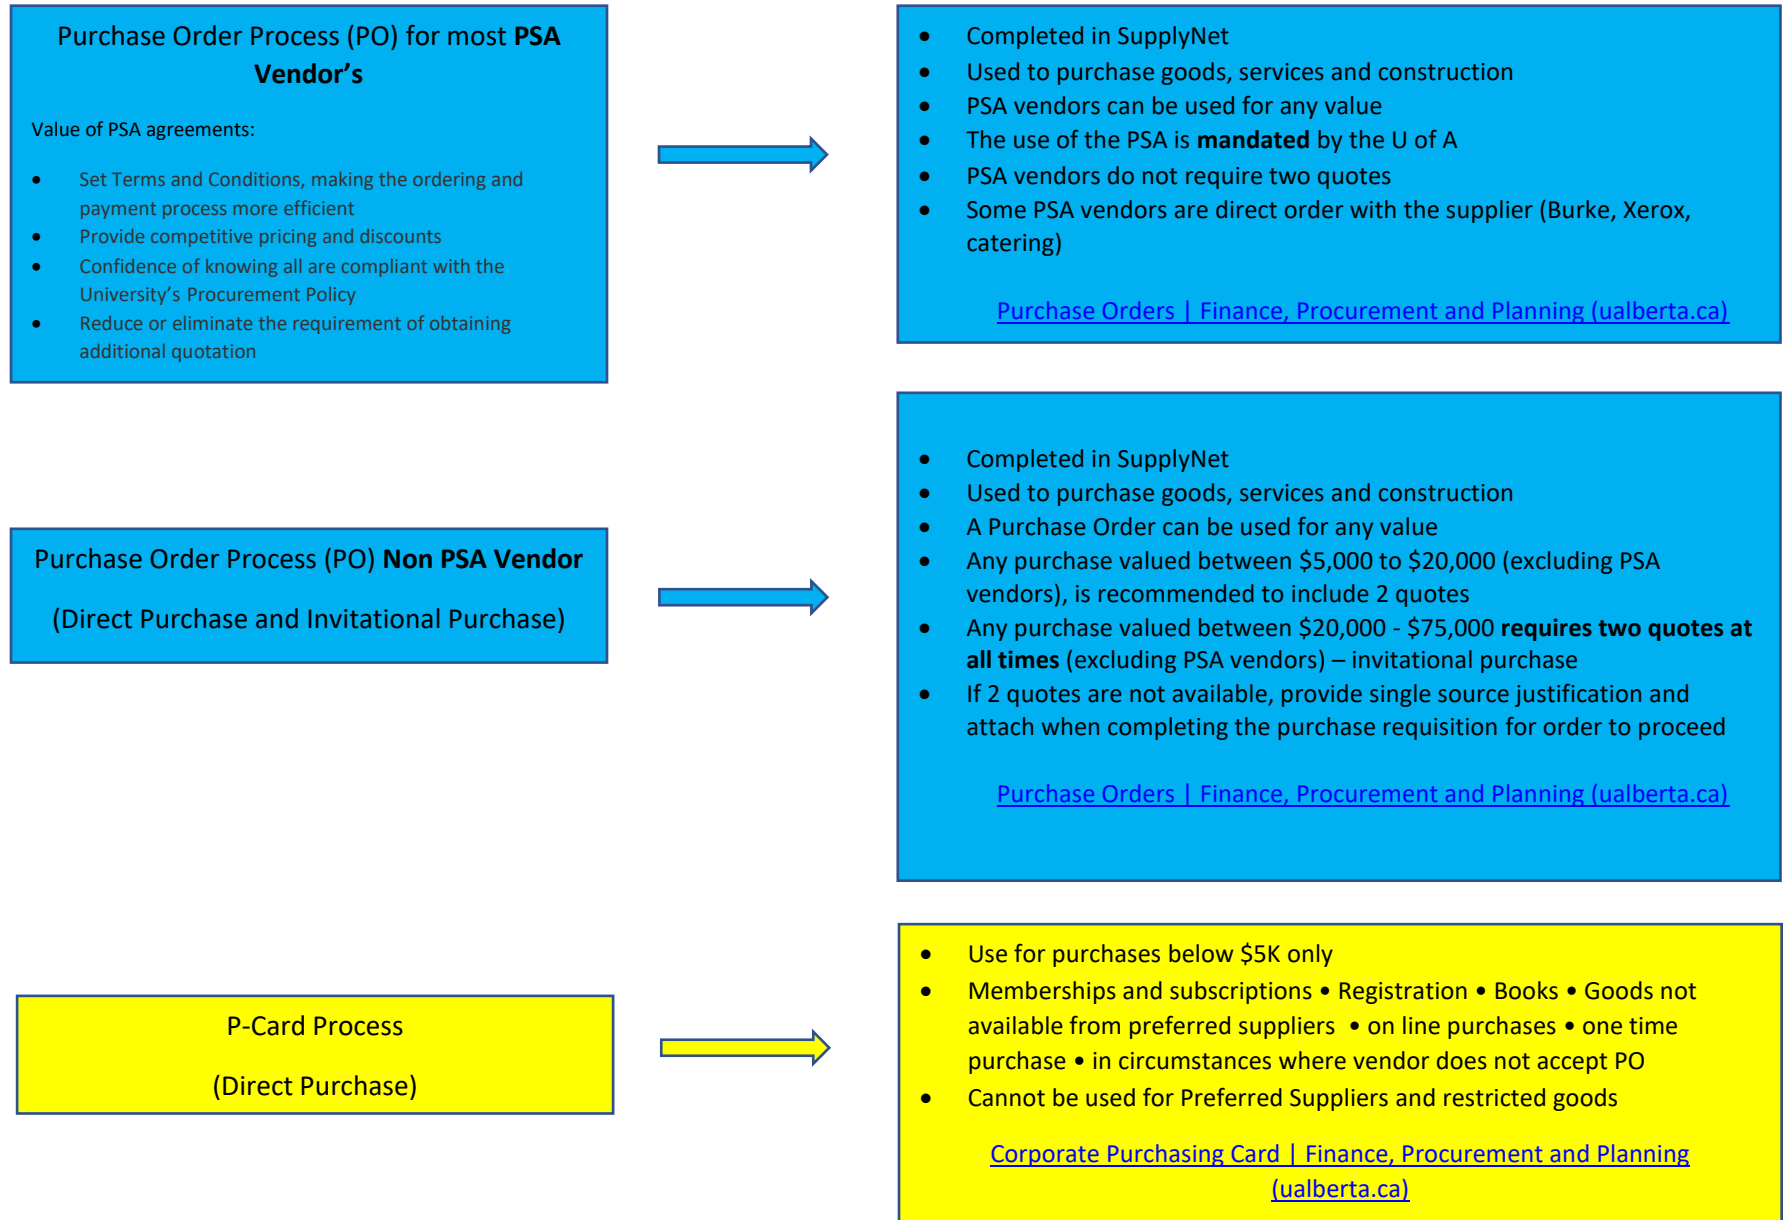 Purchase Order Process (PO) for most PSA
Vendor’s
Value of PSA agreements:
• Set Terms and Conditions, making the ordering and
payment process more efficient
• Provide competitive pricing and discounts
• Confidence of knowing all are compliant with the
University’s Procurement Policy
• Reduce or eliminate the requirement of obtaining
additional quotation
• Completed in SupplyNet
• Used to purchase goods, services and construction
• PSA vendors can be used for any value
• The use of the PSA is mandated by the U of A
• PSA vendors do not require two quotes
• Some PSA vendors are direct order with the supplier (Burke, Xerox,
catering)
Purchase Orders | Finance, Procurement and Planning (ualberta.ca)
Purchase Order Process (PO) Non PSA Vendor
(Direct Purchase and Invitational Purchase)
• Completed in SupplyNet
• Used to purchase goods, services and construction
• A Purchase Order can be used for any value
• Any purchase valued between $5,000 to $20,000 (excluding PSA
vendors), is recommended to include 2 quotes
• Any purchase valued between $20,000 - $75,000 requires two quotes at
all times (excluding PSA vendors) – invitational purchase
• If 2 quotes are not available, provide single source justification and
attach when completing the purchase requisition for order to proceed
Purchase Orders | Finance, Procurement and Planning (ualberta.ca)
P-Card Process
(Direct Purchase)
• Use for purchases below $5K only
• Memberships and subscriptions • Registration • Books • Goods not
available from preferred suppliers • on line purchases • one time
purchase • in circumstances where vendor does not accept PO
• Cannot be used for Preferred Suppliers and restricted goods
Corporate Purchasing Card | Finance, Procurement and Planning
(ualberta.ca)